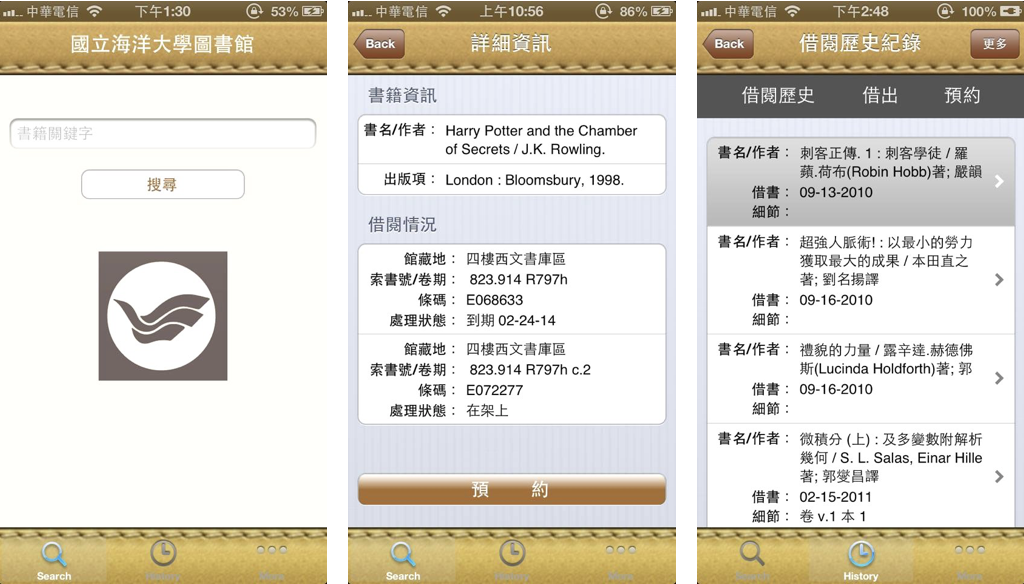 中華電信 下午1:30 53%
國立海洋大學圖書館
書籍關鍵字
搜尋
Search
History
More
中華電信 上午10:56 86%
Back 詳細資訊
書籍資訊
書名/作者： Harry Potter and the Chamber
of Secrets / J.K. Rowling.
出版項： London : Bloomsbury, 1998.
借閱情況
館藏地： 四樓西文書庫區
索書號/卷期： 823.914 R797h
條碼： E068633
處理狀態： 到期 02-24-14
館藏地： 四樓西文書庫區
索書號/卷期： 823.914 R797h c.2
條碼： E072277
處理狀態： 在架上
預 約
Search
History
More
中華電信 下午2:48 100%
Back 借閱歷史紀錄 更多
借閱歷史 借出 預約
書名/作者： 刺客正傳. 1 : 刺客學徒 / 羅
蘋.荷布(Robin Hobb)著; 嚴韻
借書： 09-13-2010
細節：
書名/作者： 超強人脈術! : 以最小的勞力
獲取最大的成果 / 本田直之
著; 劉名揚譯
借書： 09-16-2010
細節：
書名/作者： 禮貌的力量 / 露辛達.赫德佛
斯(Lucinda Holdforth)著; 郭
借書： 09-16-2010
細節：
書名/作者： 微積分 (上) : 及多變數附解析
幾何 / S. L. Salas, Einar Hille
著; 郭燮昌譯
借書： 02-15-2011
細節： 卷 v.1 本 1
Search
History
More